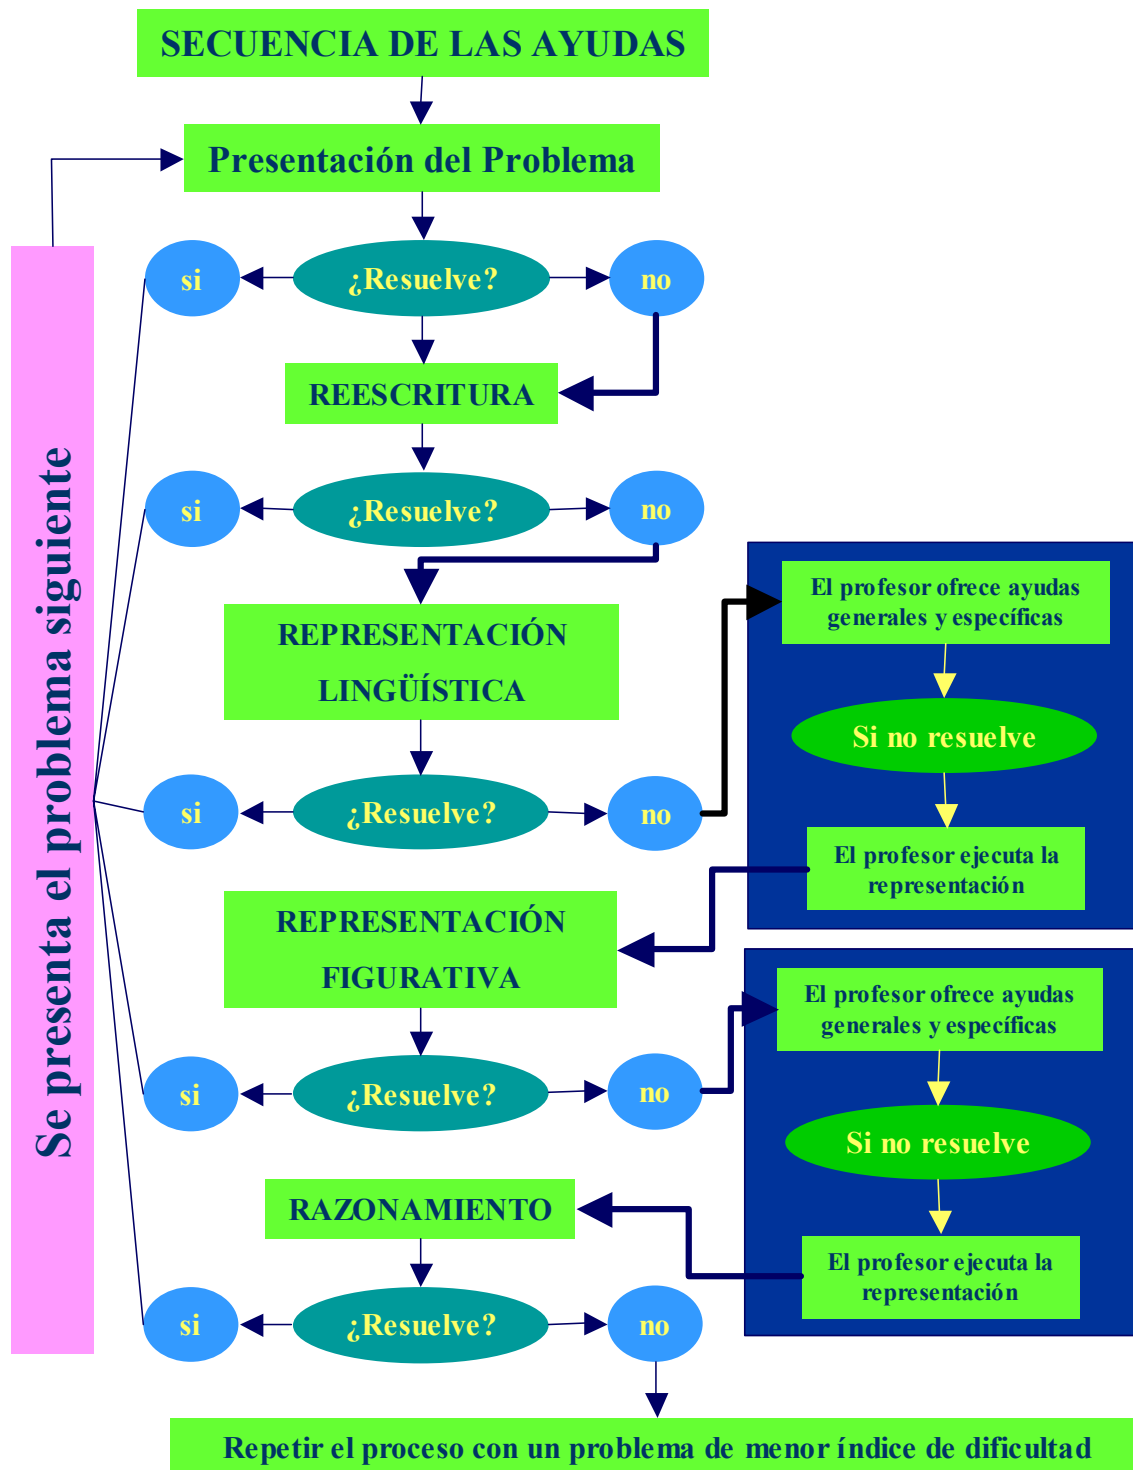 SECUENCIA DE LAS AYUDAS
Presentación del Problema
si
¿Resuelve?
no
REESCRITURA
si
¿Resuelve?
no
REPRESENTACIÓN
LINGÜÍSTICA
si
¿Resuelve?
no
El profesor ofrece ayudas
generales y específicas
Si no resuelve
El profesor ejecuta la
representación
REPRESENTACIÓN
FIGURATIVA
si
¿Resuelve?
no
El profesor ofrece ayudas
generales y específicas
Si no resuelve
El profesor ejecuta la
representación
RAZONAMIENTO
si
¿Resuelve?
no
Repetir el proceso con un problema de menor índice de dificultad
Se presenta el problema siguiente